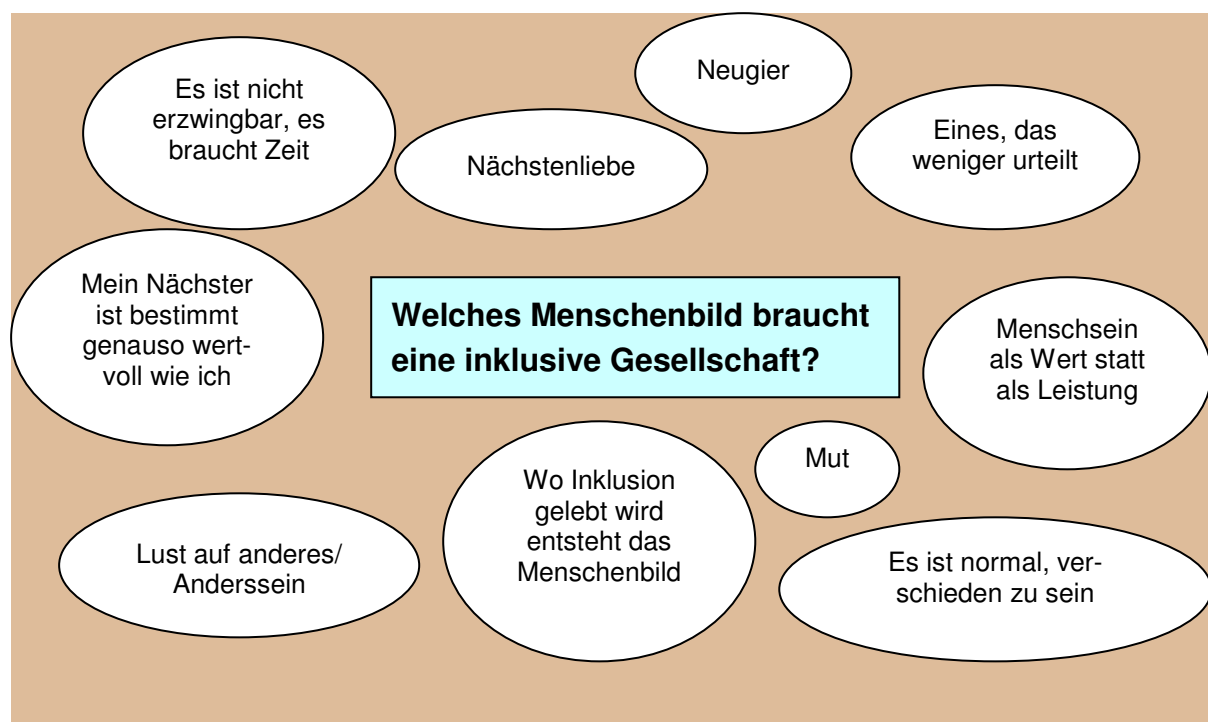 Neugier
Es ist nicht
erzwingbar, es
braucht Zeit
Nächstenliebe
Eines, das
weniger urteilt
Mein Nächster
ist bestimmt
genauso wert-
voll wie ich
Welches Menschenbild braucht
eine inklusive Gesellschaft?
Menschsein
als Wert statt
als Leistung
Mut
Wo Inklusion
gelebt wird
entsteht das
Menschenbild
Lust auf anderes/
Anderssein
Es ist normal, ver-
schieden zu sein